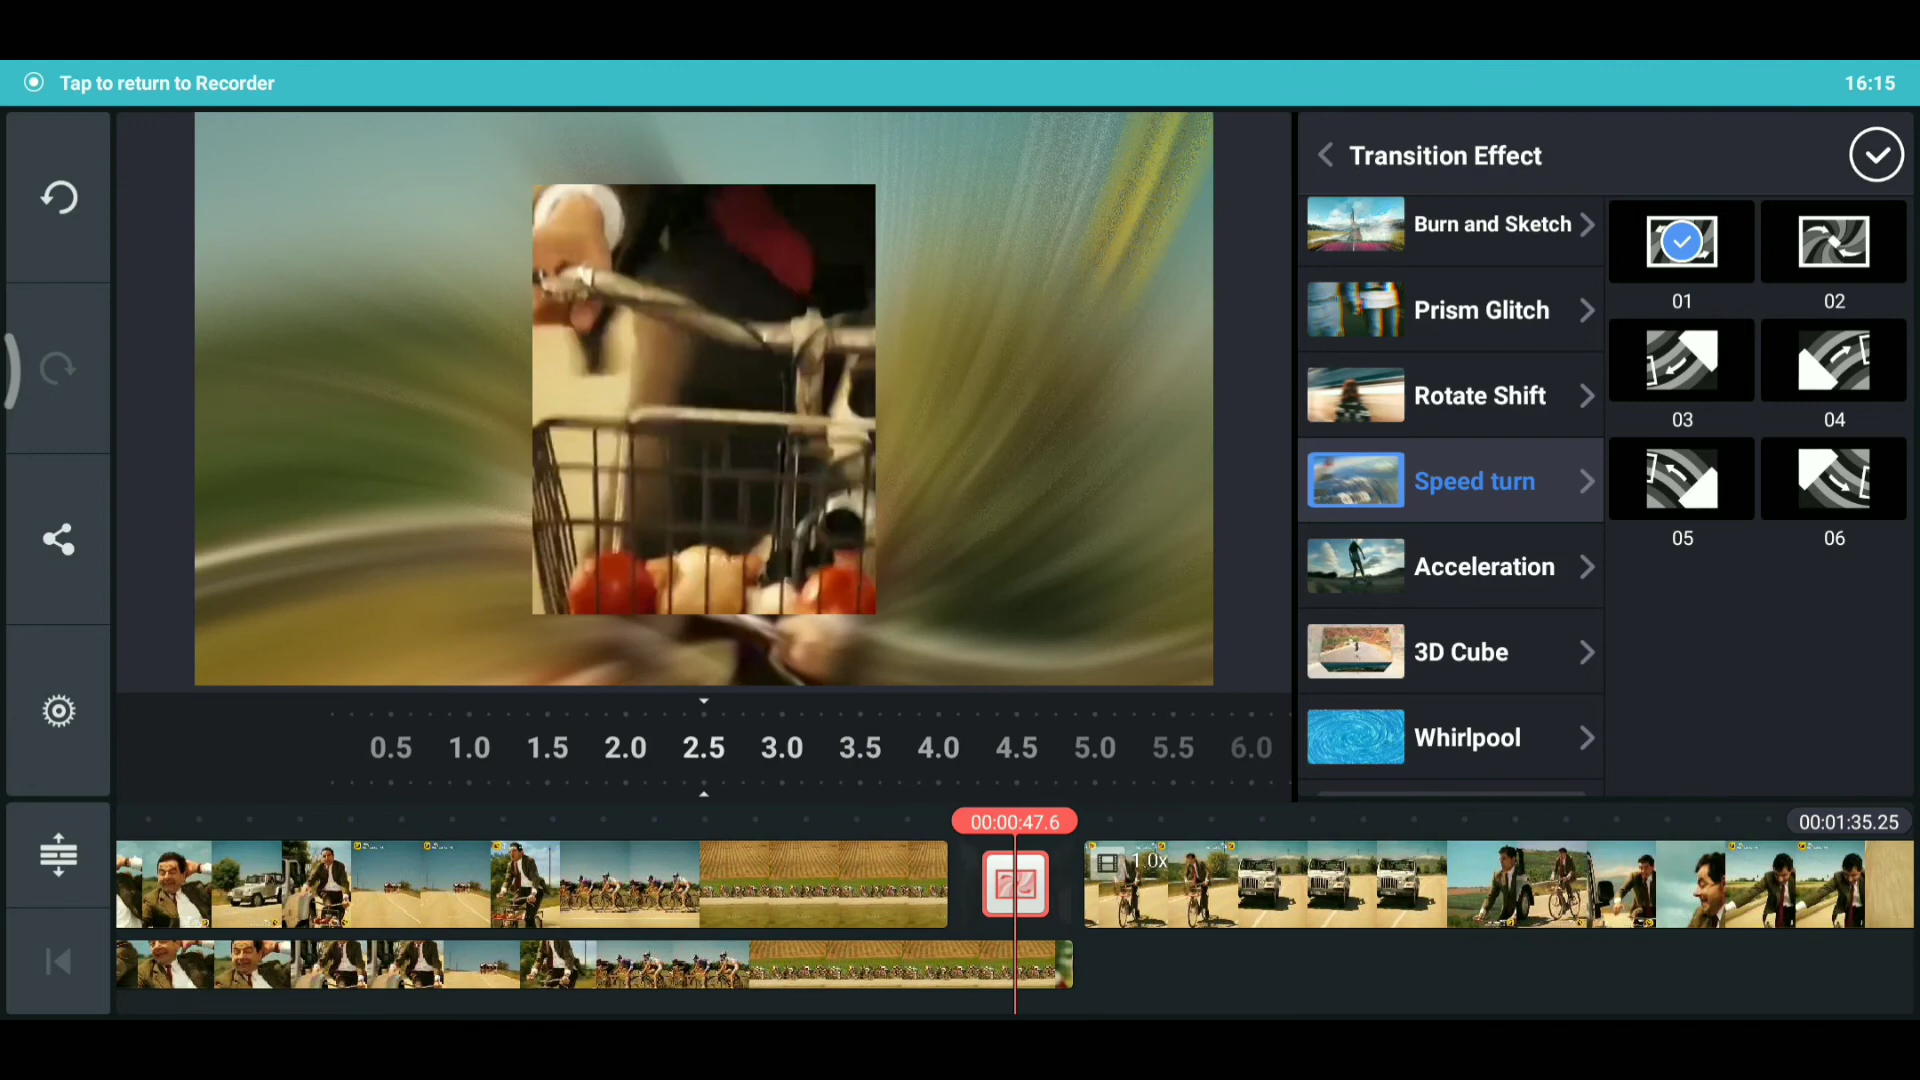 Tap to return to Recorder
16:15
Transition Effect
Burn and Sketch
Prism Glitch
Rotate Shift
Speed turn
Acceleration
3D Cube
Whirlpool
01
02
03
04
05
06
0.5 1.0 1.5 2.0 2.5 3.0 3.5 4.0 4.5 5.0 5.5 6.0
00:00:47.6
00:01:35.25
1.0x